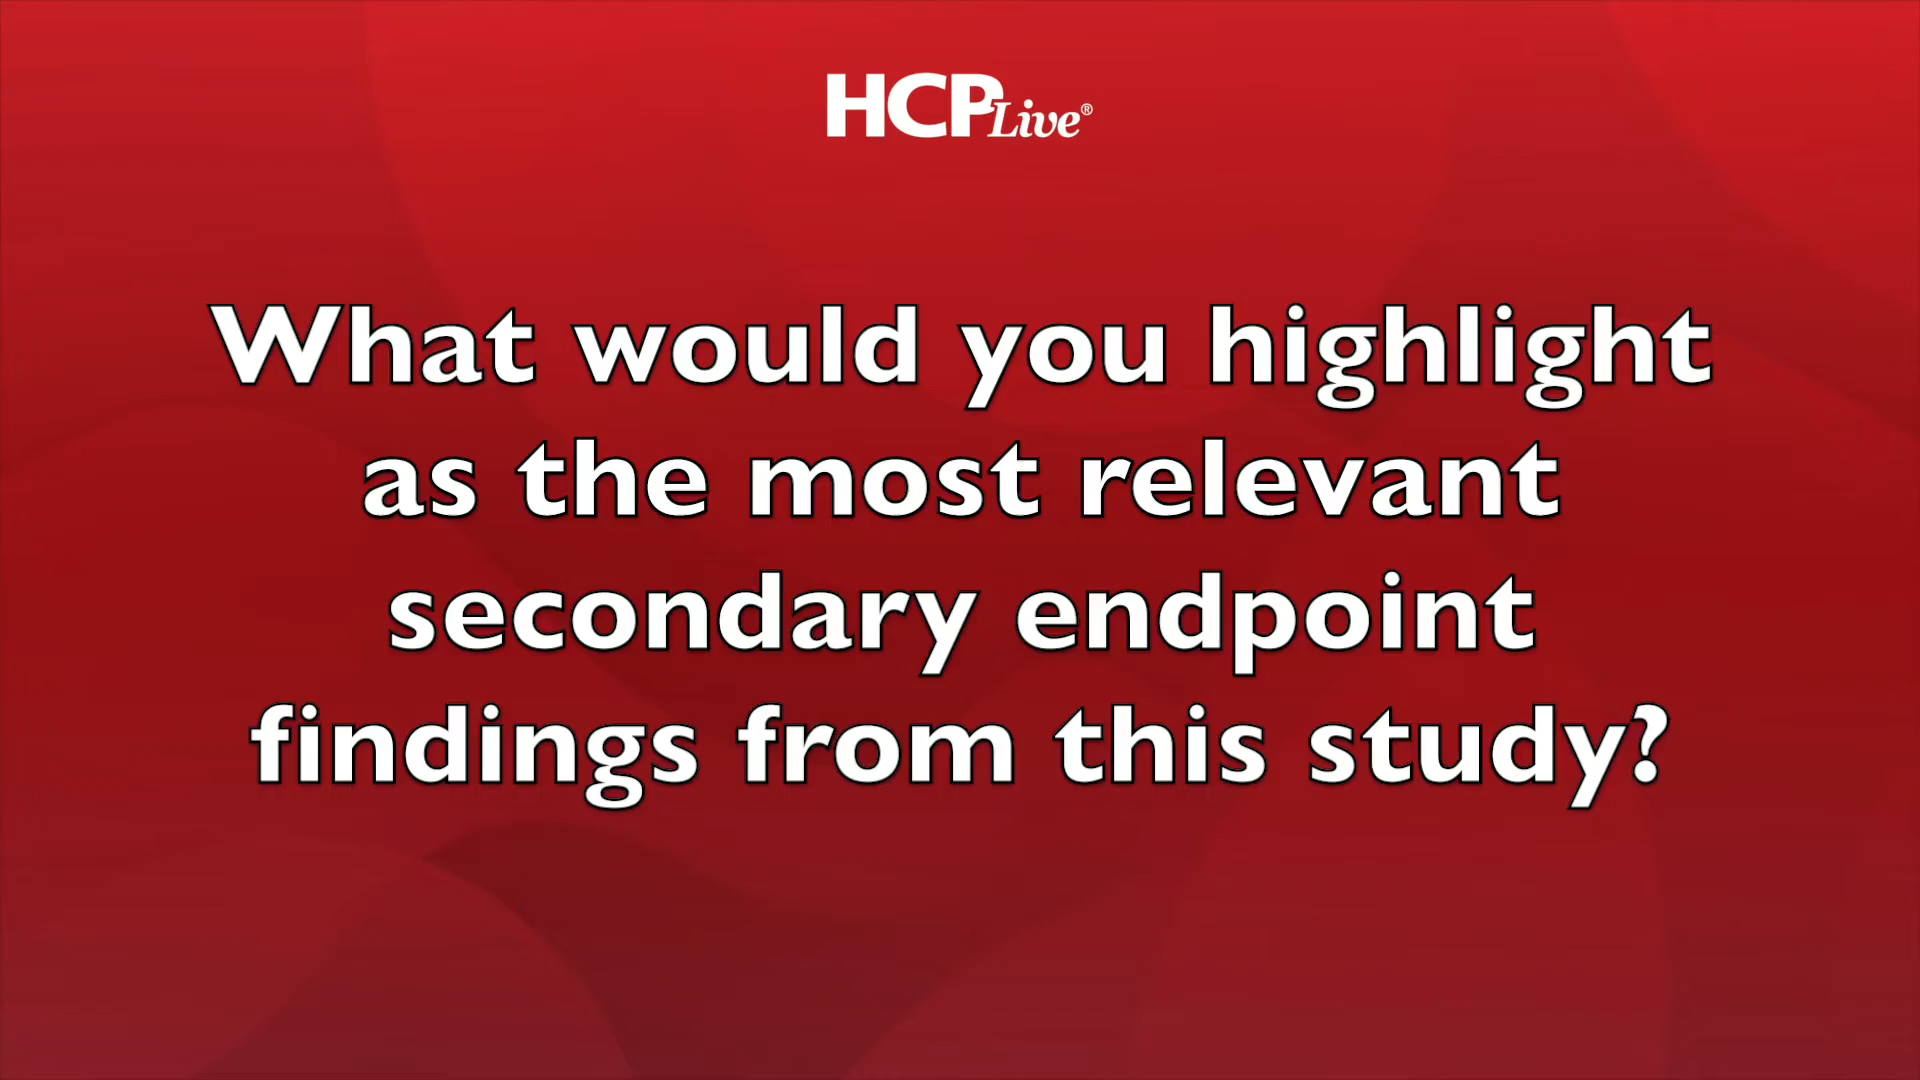 HCPLive®
What would you highlight
as the most relevant
secondary endpoint
findings from this study?